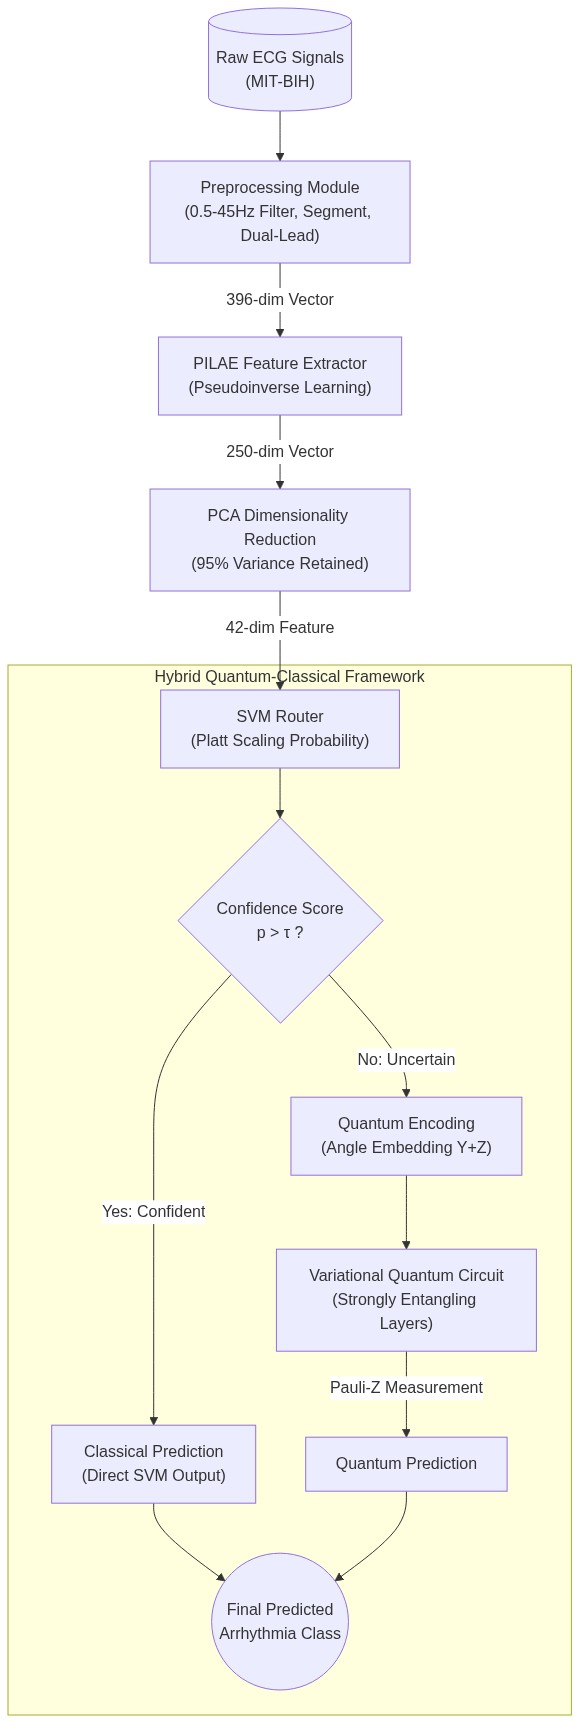 Raw ECG Signals
(MIT-BIH)
Preprocessing Module
(0.5-45Hz Filter, Segment,
Dual-Lead)
396-dim Vector
PILAE Feature Extractor
(Pseudoinverse Learning)
250-dim Vector
PCA Dimensionality
Reduction
(95% Variance Retained)
42-dim Feature
Hybrid Quantum-Classical Framework
SVM Router
(Platt Scaling Probability)
Confidence Score
p > τ ?
No: Uncertain
Quantum Encoding
(Angle Embedding Y+Z)
Yes: Confident
Variational Quantum Circuit
(Strongly Entangling
Layers)
Pauli-Z Measurement
Classical Prediction
(Direct SVM Output)
Quantum Prediction
Final Predicted
Arrhythmia Class